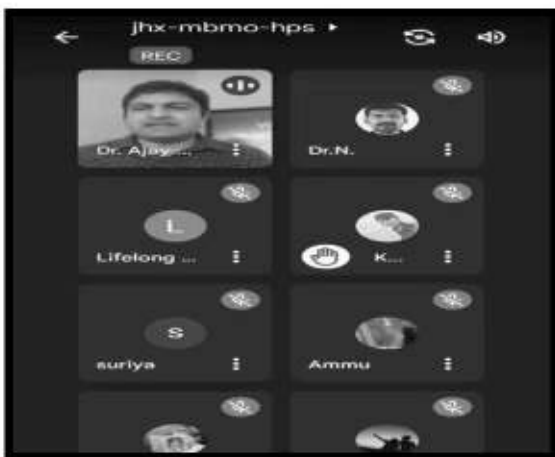 jhx-mbmo-hps
REC
Dr. Ajay ...
Dr.N.
L
Lifelong ...
K...
S
suriya
Ammu